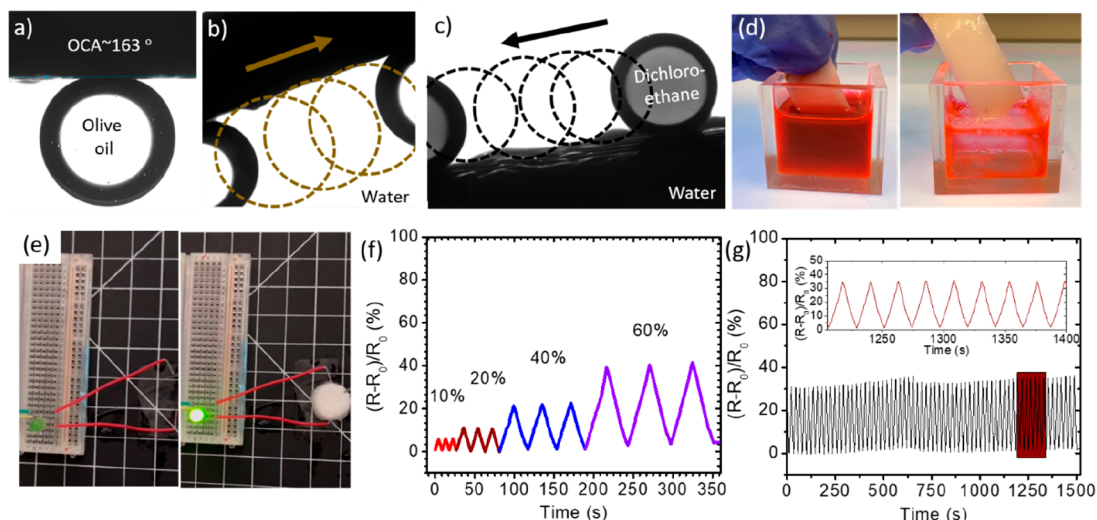 a)
OCA~163 °
Olive
oil
b)
Water
c)
Dichloro-
ethane
Water
(d)
(e)
(f)
(R-R₀)/R₀ (%)
100
80
60
40
20
0
10%
20%
40%
60%
0 50 100 150 200 250 300 350
Time (s)
(g)
(R-R₀)/R₀ (%)
100
80
60
40
20
0
(R-R₀)/R₀ (%)
50
40
30
20
10
0
1250 1300 1350 1400
Time (s)
0 250 500 750 1000 1250 1500
Time (s)